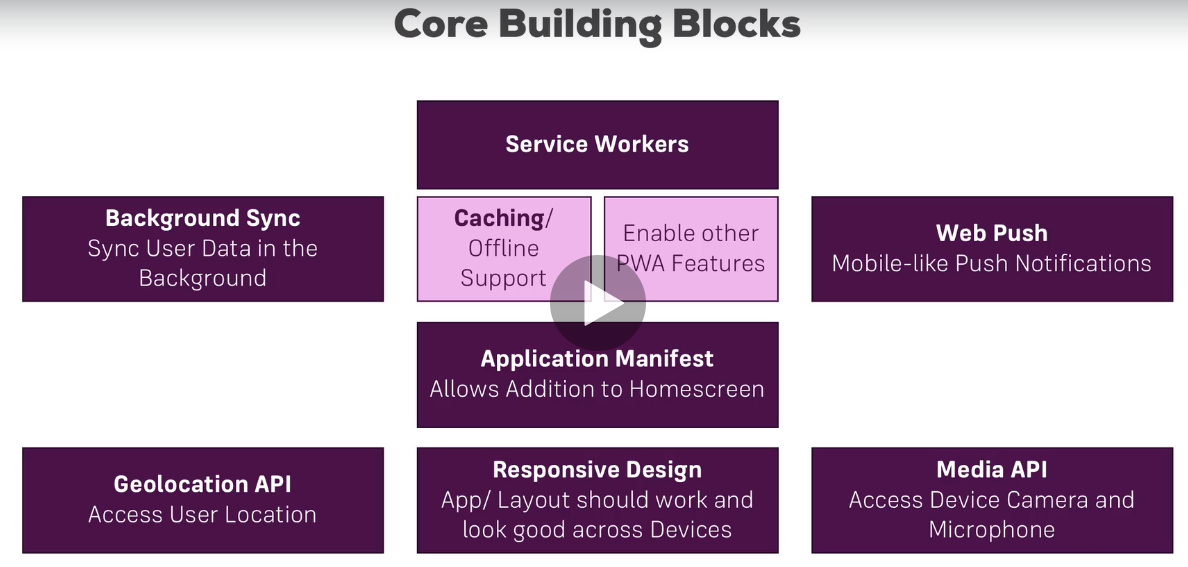 Core Building Blocks
Service Workers
Background Sync
Sync User Data in the
Background
Caching/
Offline
Support
Enable other
PWA Features
Web Push
Mobile-like Push Notifications
Application Manifest
Allows Addition to Homescreen
Geolocation API
Access User Location
Responsive Design
App/ Layout should work and
look good across Devices
Media API
Access Device Camera and
Microphone